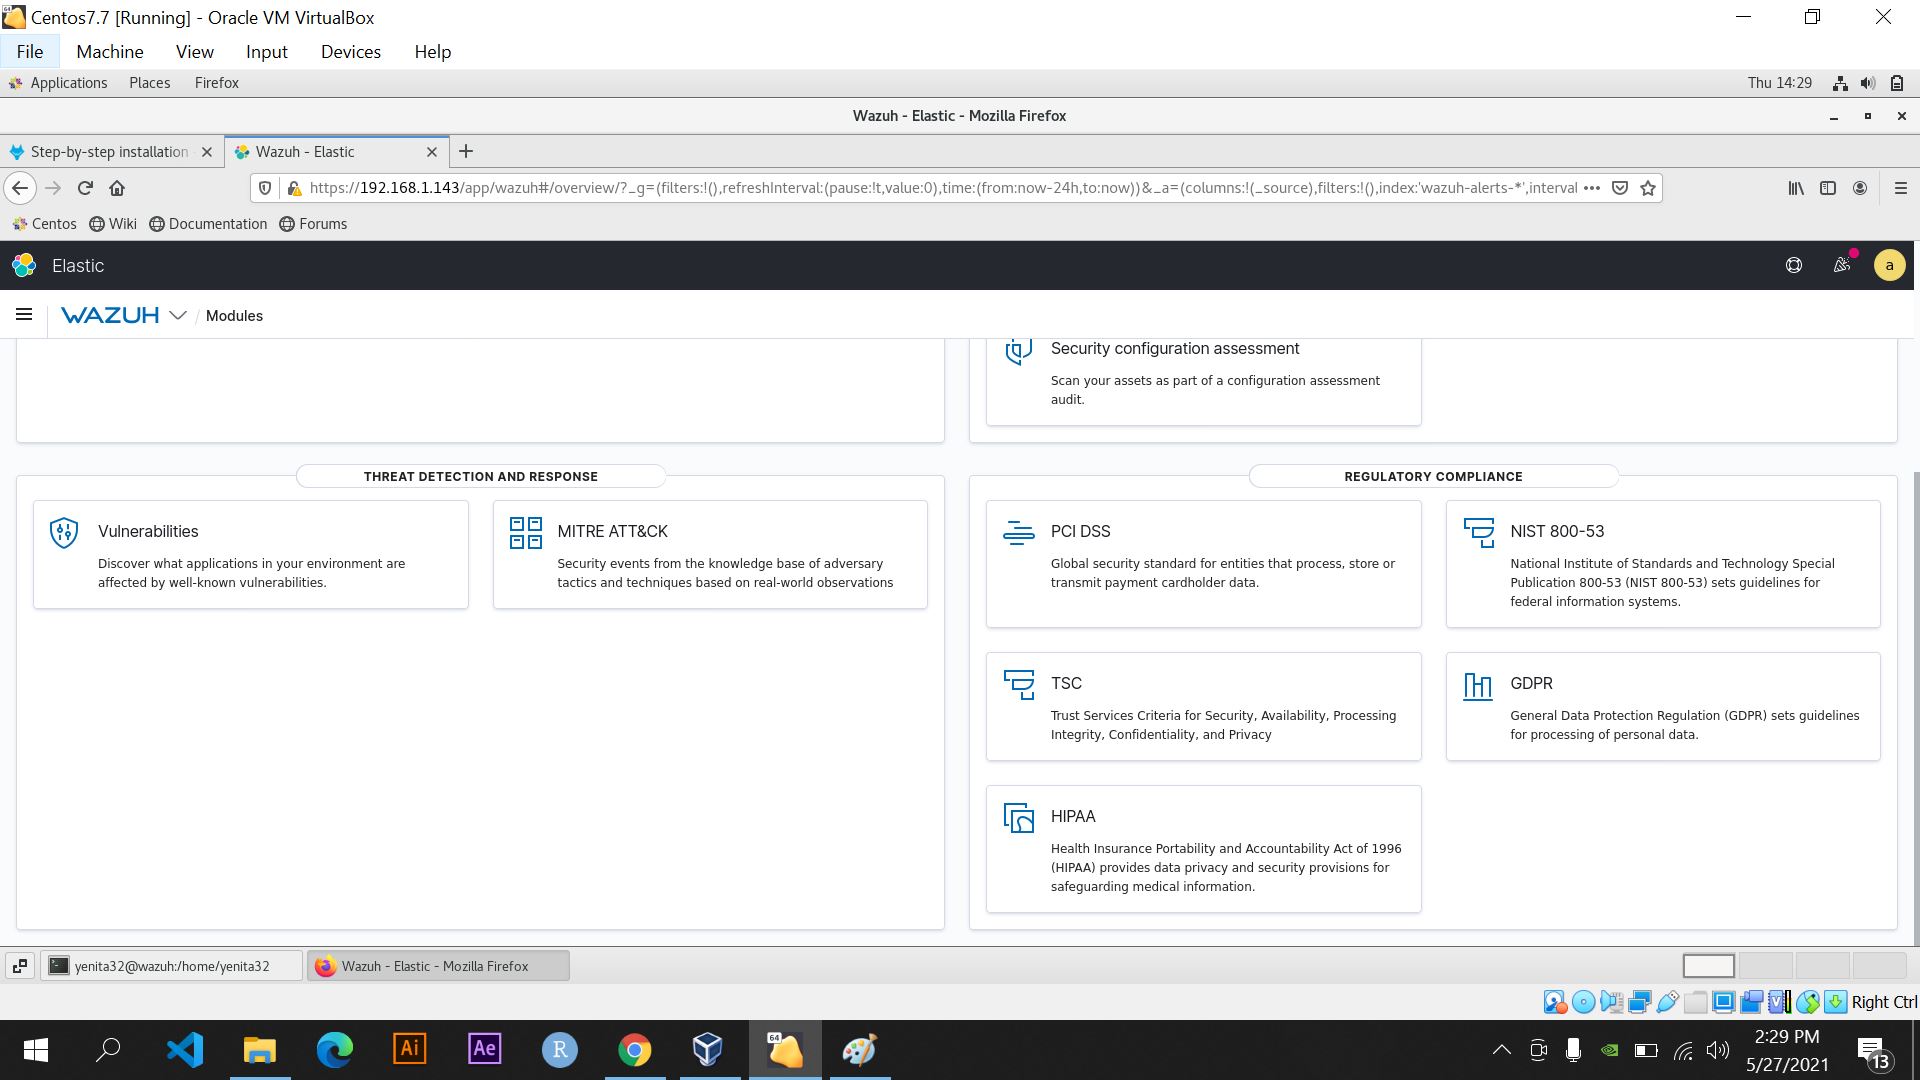 Centos7.7 [Running] - Oracle VM VirtualBox
File Machine View Input Devices Help
Applications Places Firefox Thu 14:29
Wazuh - Elastic - Mozilla Firefox
Step-by-step installation Wazuh - Elastic
https://192.168.1.143/app/wazuh#/overview/?_g=(filters:!(),refreshInterval:(pause:!t,value:0),time:(from:now-24h,to:now))&_a=(columns:!(_source),filters:!(),index:'wazuh-alerts-*',interval
Centos Wiki Documentation Forums
Elastic a
WAZUH / Modules
Security configuration assessment
Scan your assets as part of a configuration assessment
audit.
THREAT DETECTION AND RESPONSE
Vulnerabilities
Discover what applications in your environment are
affected by well-known vulnerabilities.
MITRE ATT&CK
Security events from the knowledge base of adversary
tactics and techniques based on real-world observations
REGULATORY COMPLIANCE
PCI DSS
Global security standard for entities that process, store or
transmit payment cardholder data.
NIST 800-53
National Institute of Standards and Technology Special
Publication 800-53 (NIST 800-53) sets guidelines for
federal information systems.
TSC
Trust Services Criteria for Security, Availability, Processing
Integrity, Confidentiality, and Privacy
GDPR
General Data Protection Regulation (GDPR) sets guidelines
for processing of personal data.
HIPAA
Health Insurance Portability and Accountability Act of 1996
(HIPAA) provides data privacy and security provisions for
safeguarding medical information.
yenita32@wazuh:/home/yenita32 Wazuh - Elastic - Mozilla Firefox
Right Ctrl
Ai Ae R 64
2:29 PM
5/27/2021
13